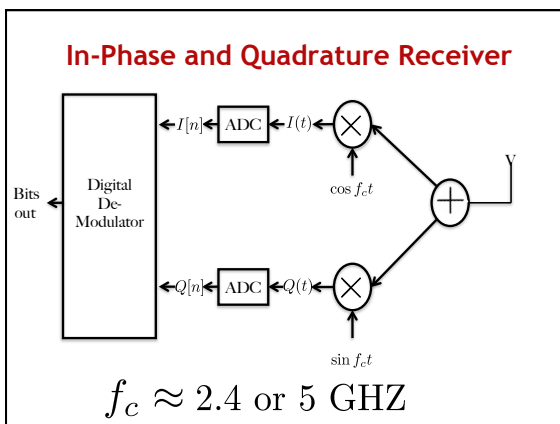 In-Phase and Quadrature Receiver
I[n] ADC I(t) ×
V
cos f_c t
Bits
out
Digital
De-
Modulator
+
Q[n] ADC Q(t) ×
sin f_c t
f_c ≈ 2.4 or 5 GHZ